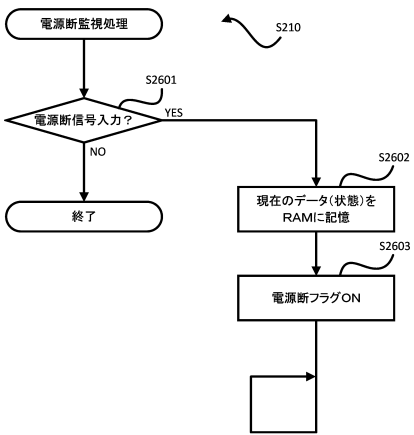 電源断監視処理
S210
S2601
電源断信号入力？
YES
NO
終了
S2602
現在のデータ（状態）を
RAMに記憶
S2603
電源断フラグON